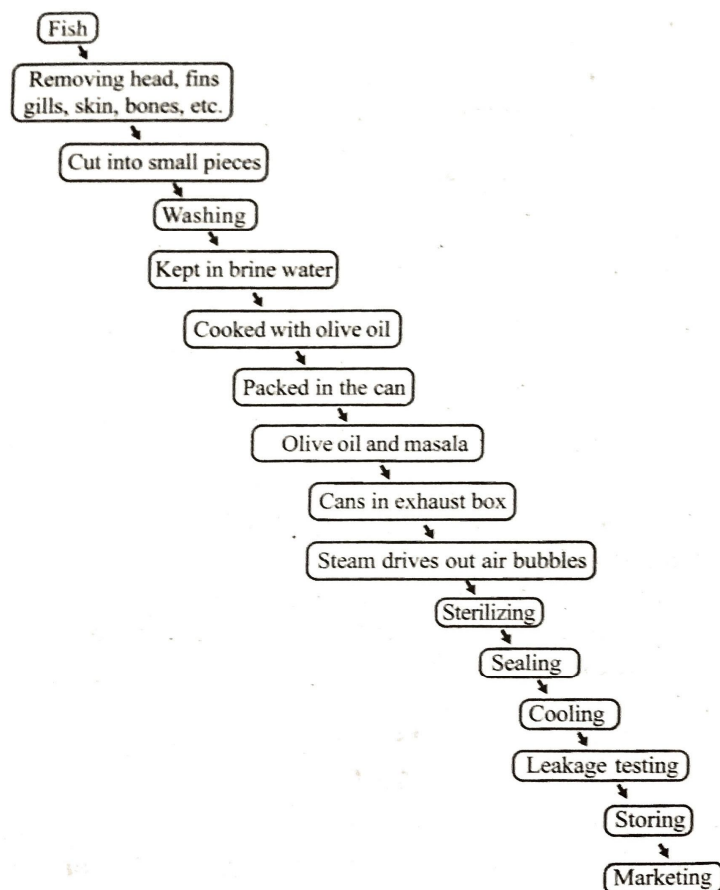 Fish
Removing head, fins
gills, skin, bones, etc.
Cut into small pieces
Washing
Kept in brine water
Cooked with olive oil
Packed in the can
Olive oil and masala
Cans in exhaust box
Steam drives out air bubbles
Sterilizing
Sealing
Cooling
Leakage testing
Storing
Marketing